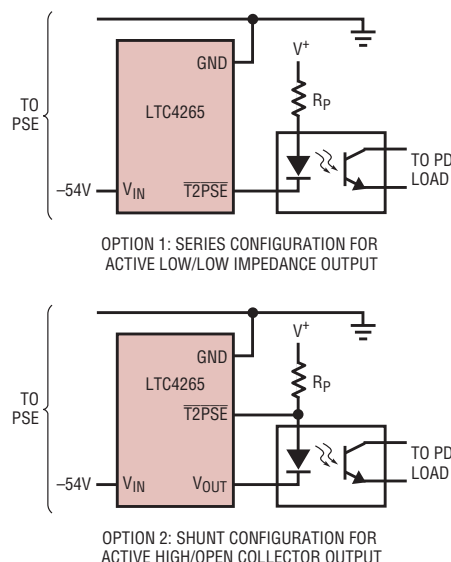 GND
V+
RP
LTC4265
TO
PSE
TO PD
LOAD
–54V
VIN
T2PSE
OPTION 1: SERIES CONFIGURATION FOR
ACTIVE LOW/LOW IMPEDANCE OUTPUT
V+
GND
RP
LTC4265
T2PSE
TO
PSE
TO PD
LOAD
–54V
VIN
VOUT
OPTION 2: SHUNT CONFIGURATION FOR
ACTIVE HIGH/OPEN COLLECTOR OUTPUT